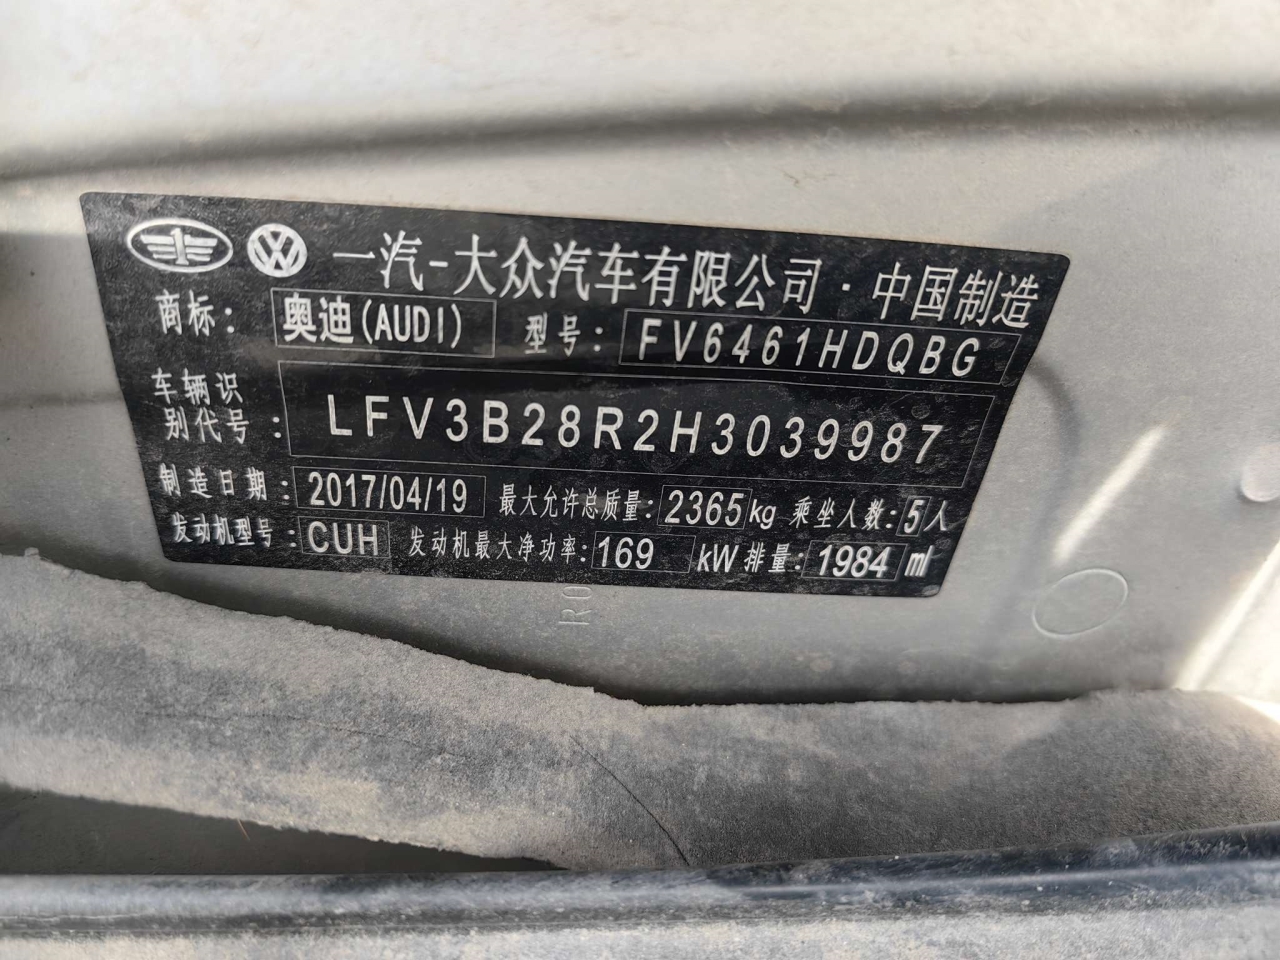 一汽-大众汽车有限公司·中国制造
商标: 奥迪(AUDI) 型号: FV6461HDQBG
车辆识别代号: LFV3B28R2H3039987
制造日期: 2017/04/19 最大允许总质量: 2365kg 乘坐人数: 5人
发动机型号: CUH 发动机最大净功率: 169 kW 排量: 1984 ml